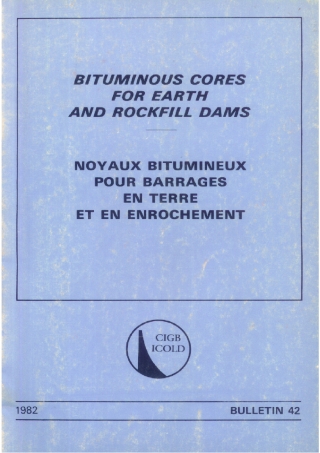 BITUMINOUS CORES
FOR EARTH
AND ROCKFILL DAMS
NOYAUX BITUMINEUX
POUR BARRAGES
EN TERRE
ET EN ENROCHEMENT
CIGB
ICOLD
1982 BULLETIN 42